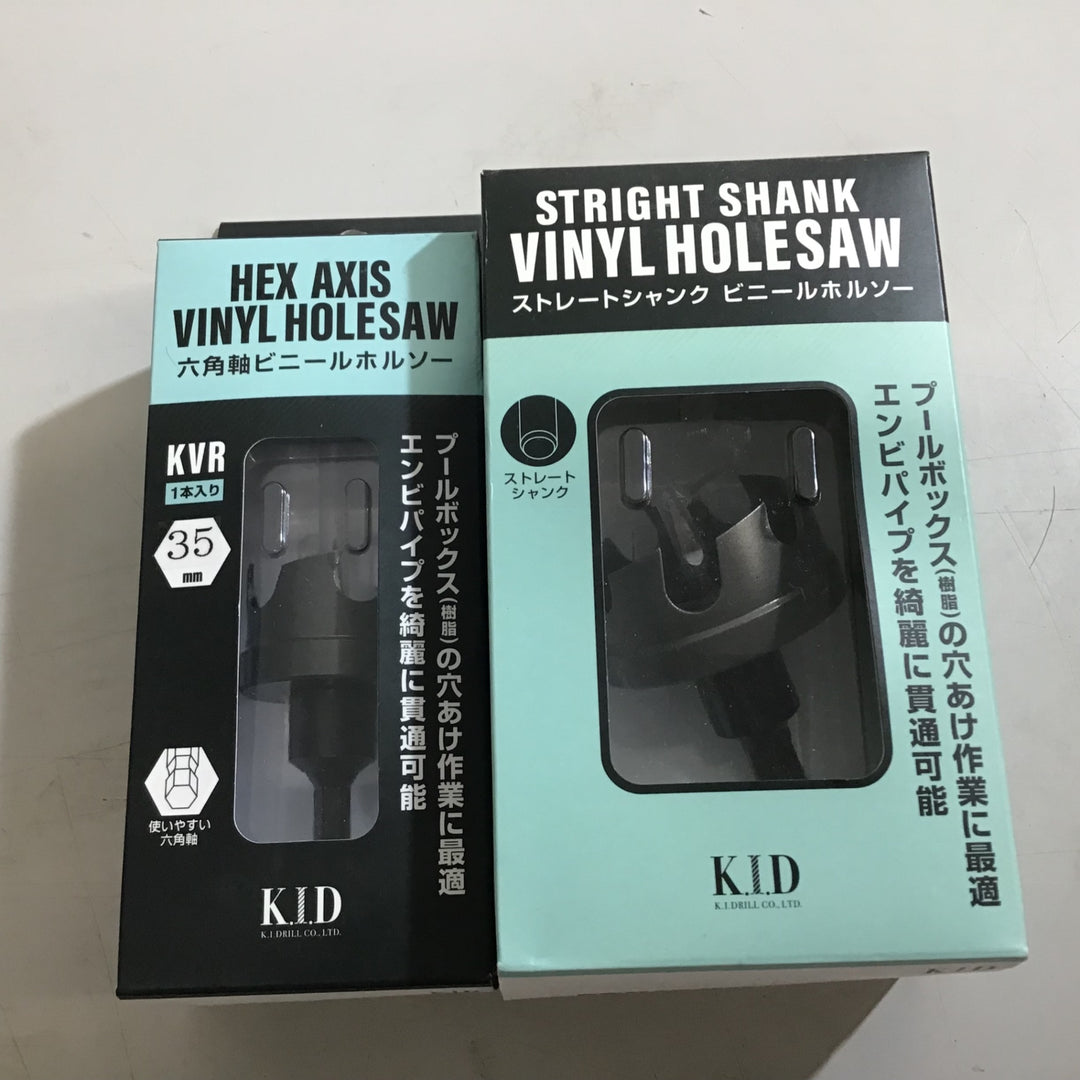 HEX AXIS
VINYL HOLESAW
六角軸ビニールホルソー
KVR
1本入り
35
mm
プールボックス(樹脂)の穴あけ作業に最適
エンビパイプを綺麗に貫通可能
使いやすい
六角軸
K.I.D
K.I.DRILL CO., LTD.
STRIGHT SHANK
VINYL HOLESAW
ストレートシャンク ビニールホルソー
ストレート
シャンク
プールボックス(樹脂)の穴あけ作業に最適
エンビパイプを綺麗に貫通可能
K.I.D
K.I.DRILL CO., LTD.
K.I.D